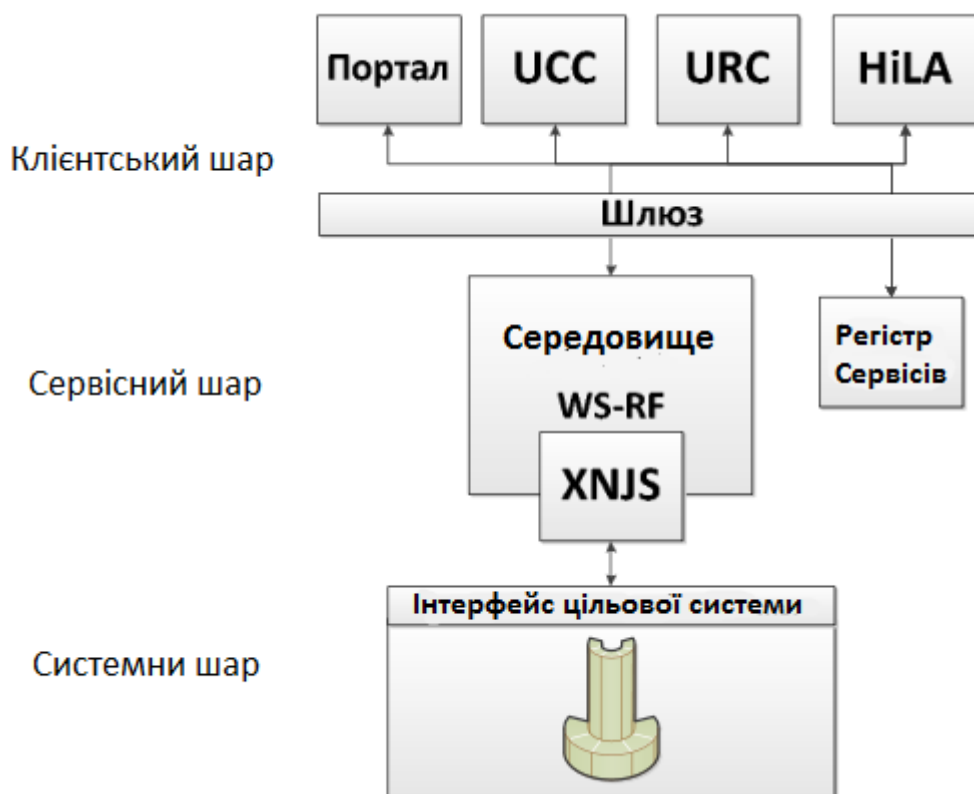 Портал
UCC
URC
HiLA
Клієнтський шар
Шлюз
Середовище
WS-RF
XNJS
Регістр
Сервісів
Сервісний шар
Інтерфейс цільової системи
Системни шар